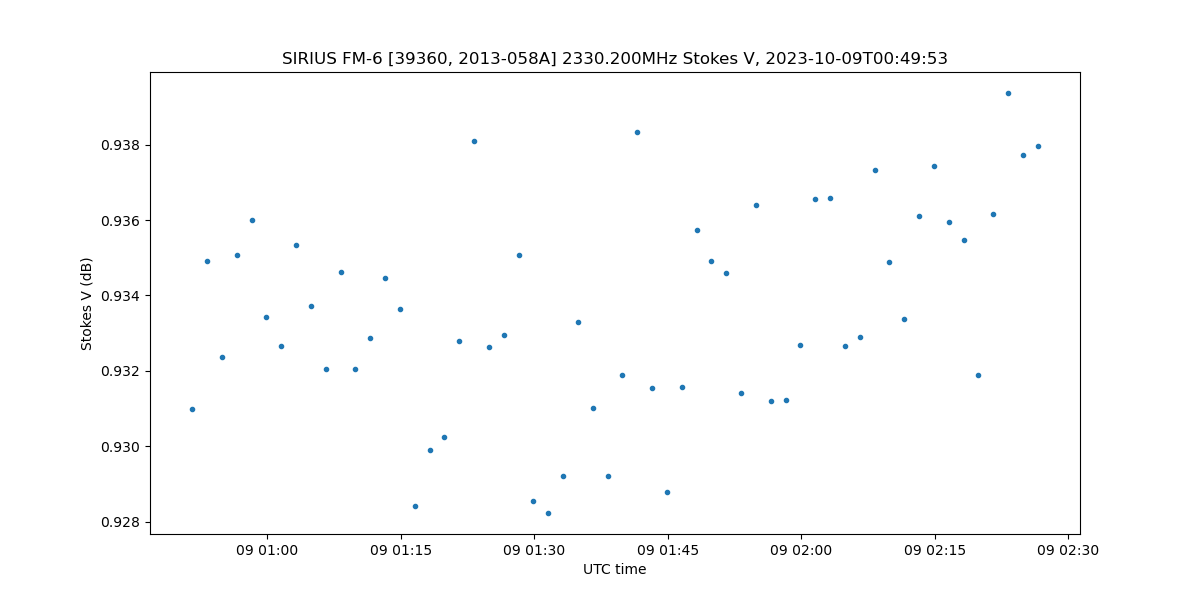 SIRIUS FM-6 [39360, 2013-058A] 2330.200MHz Stokes V, 2023-10-09T00:49:53
Stokes V (dB)
0.938
0.936
0.934
0.932
0.930
0.928
09 01:00 09 01:15 09 01:30 09 01:45 09 02:00 09 02:15 09 02:30
UTC time